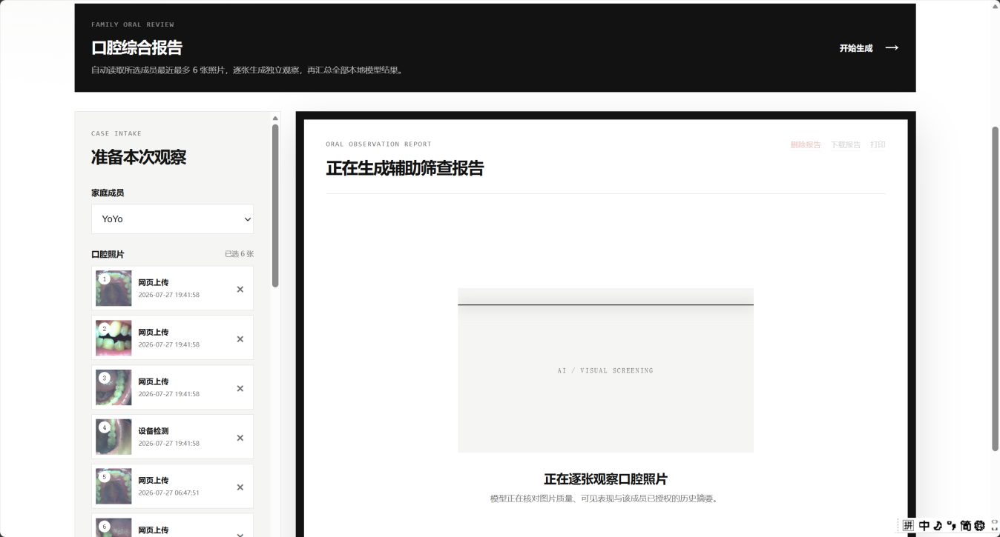 FAMILY ORAL REVIEW
口腔综合报告
自动读取所选成员最近最多 6 张照片，逐张生成独立观察，再汇总全部本地模型结果。
开始生成 →
CASE INTAKE
准备本次观察
家庭成员
YoYo
口腔照片
已选 6 张
1
网页上传
2026-07-27 19:41:58
2
网页上传
2026-07-27 19:41:58
3
网页上传
2026-07-27 19:41:58
4
设备检测
2026-07-27 19:41:58
5
网页上传
2026-07-27 06:47:51
6
网页上传
ORAL OBSERVATION REPORT
删除报告 下载报告 打印
正在生成辅助筛查报告
AI / VISUAL SCREENING
正在逐张观察口腔照片
模型正在核对图片质量、可见表现与该成员已授权的历史摘要。
拼 中 简